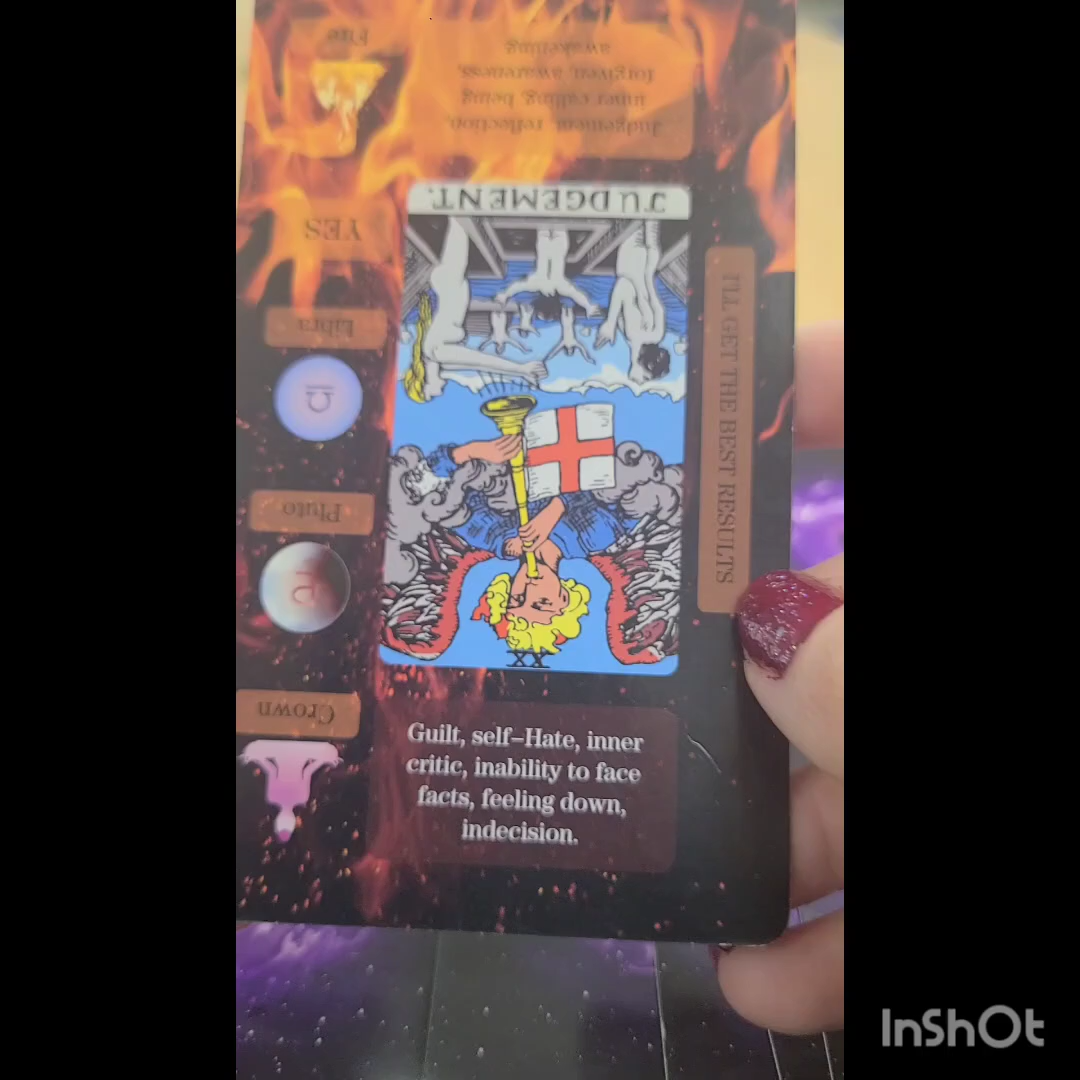 Fire
Judgement, reflection,
inner calling, being
forgiven, awareness,
awakening
JUDGEMENT.
YES
I'LL GET THE BEST RESULTS
Libra
Pluto
XX
Crown
Guilt, self-Hate, inner
critic, inability to face
facts, feeling down,
indecision.
InShOt